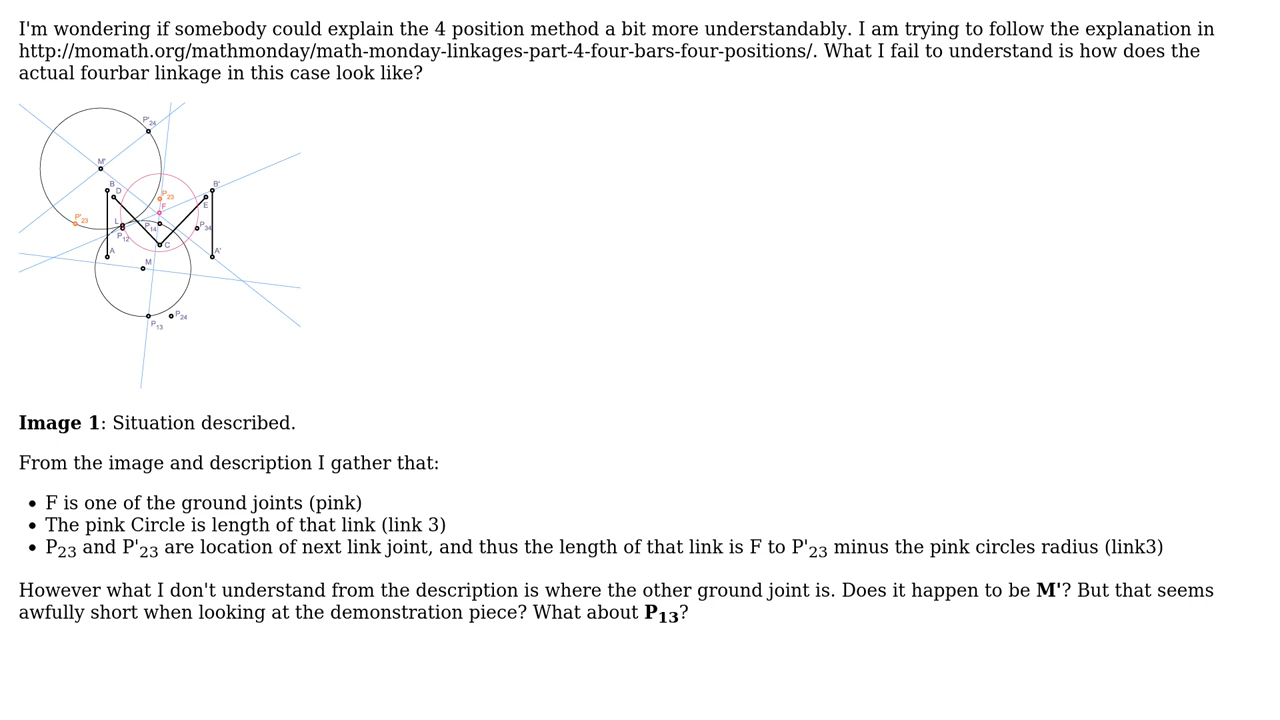 I'm wondering if somebody could explain the 4 position method a bit more understandably. I am trying to follow the explanation in
http://momath.org/mathmonday/math-monday-linkages-part-4-four-bars-four-positions/. What I fail to understand is how does the
actual fourbar linkage in this case look like?
P'24
M'
B
D
P23
B'
E
F
P'23
L
P12
P14
P34
C
A
A'
M
P13
P24
Image 1: Situation described.
From the image and description I gather that:
• F is one of the ground joints (pink)
• The pink Circle is length of that link (link 3)
• P23 and P'23 are location of next link joint, and thus the length of that link is F to P'23 minus the pink circles radius (link3)
However what I don't understand from the description is where the other ground joint is. Does it happen to be M'? But that seems
awfully short when looking at the demonstration piece? What about P13?